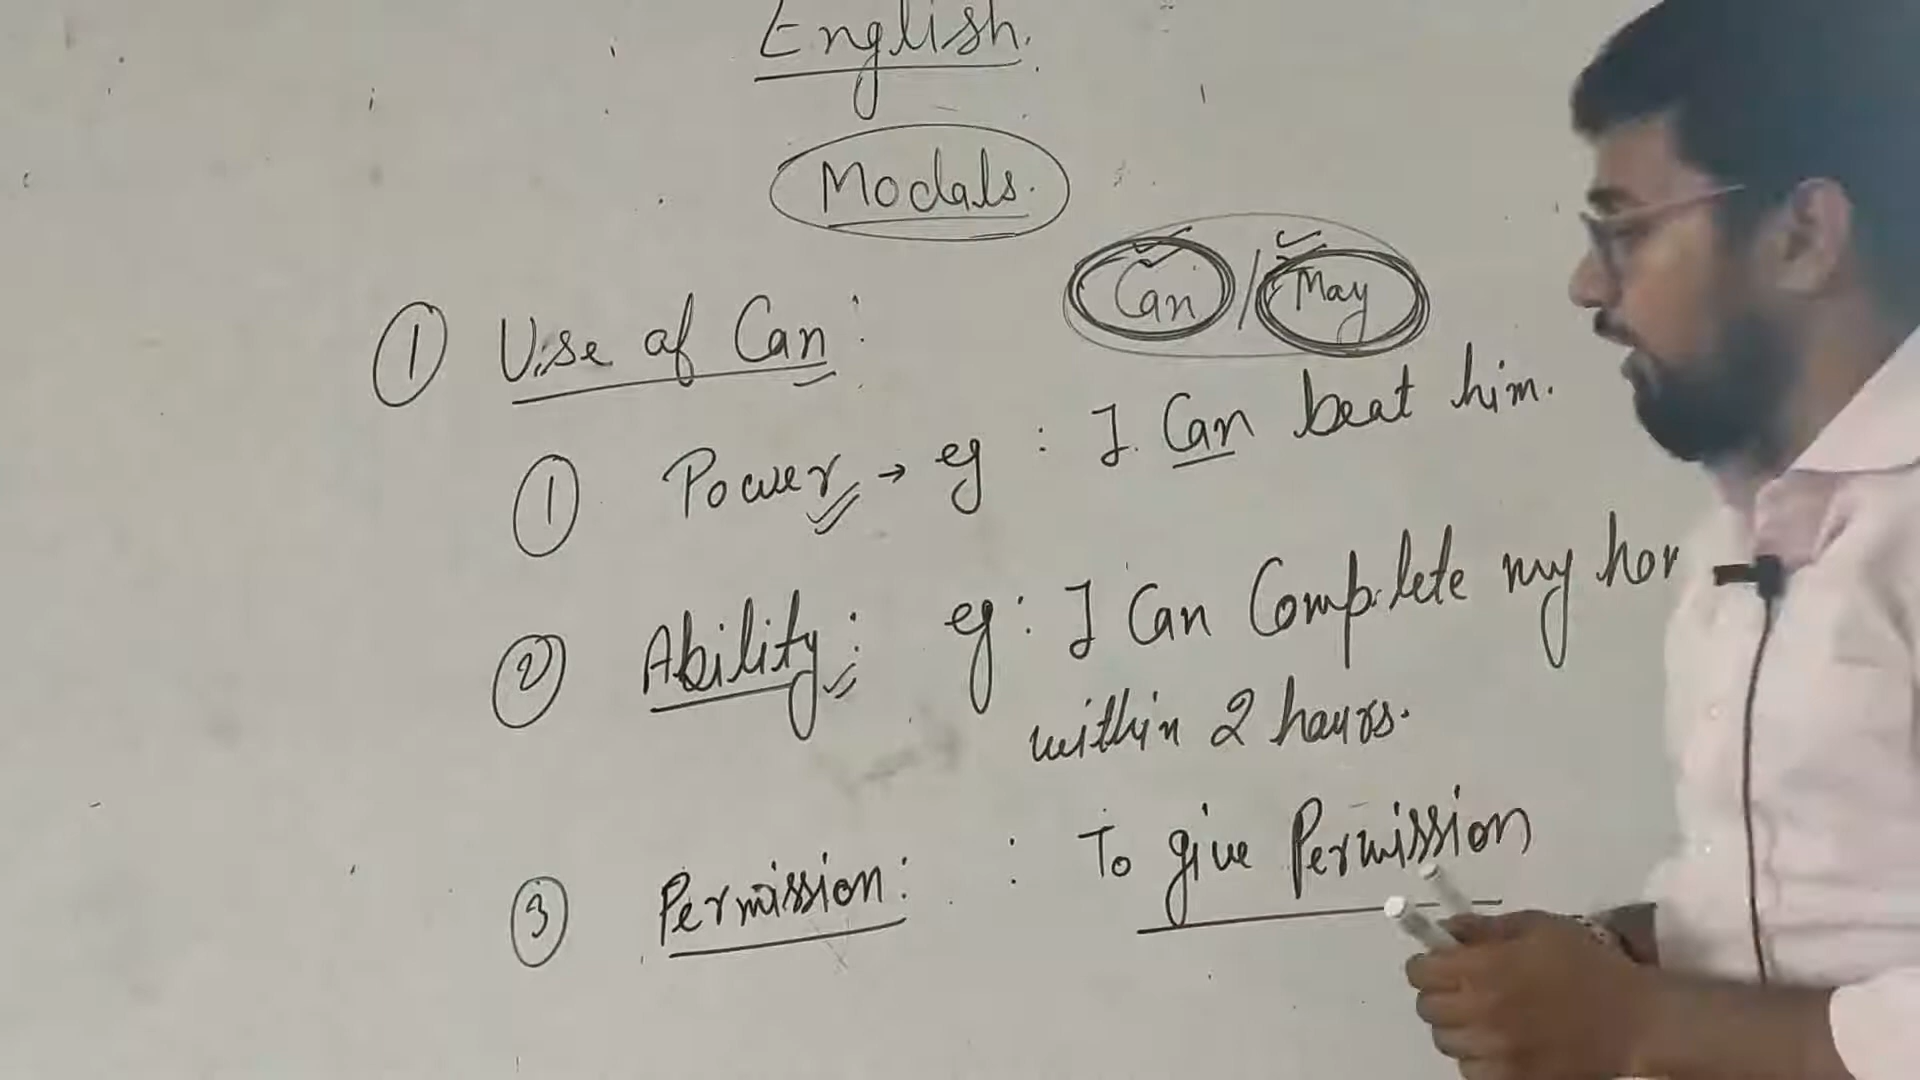 English.
Modals.
Can / May
① Use of Can:
① Power → eg : I Can beat him.
② Ability: eg: I Can Complete my
within 2 hours.
③ Permission: : To give Permission